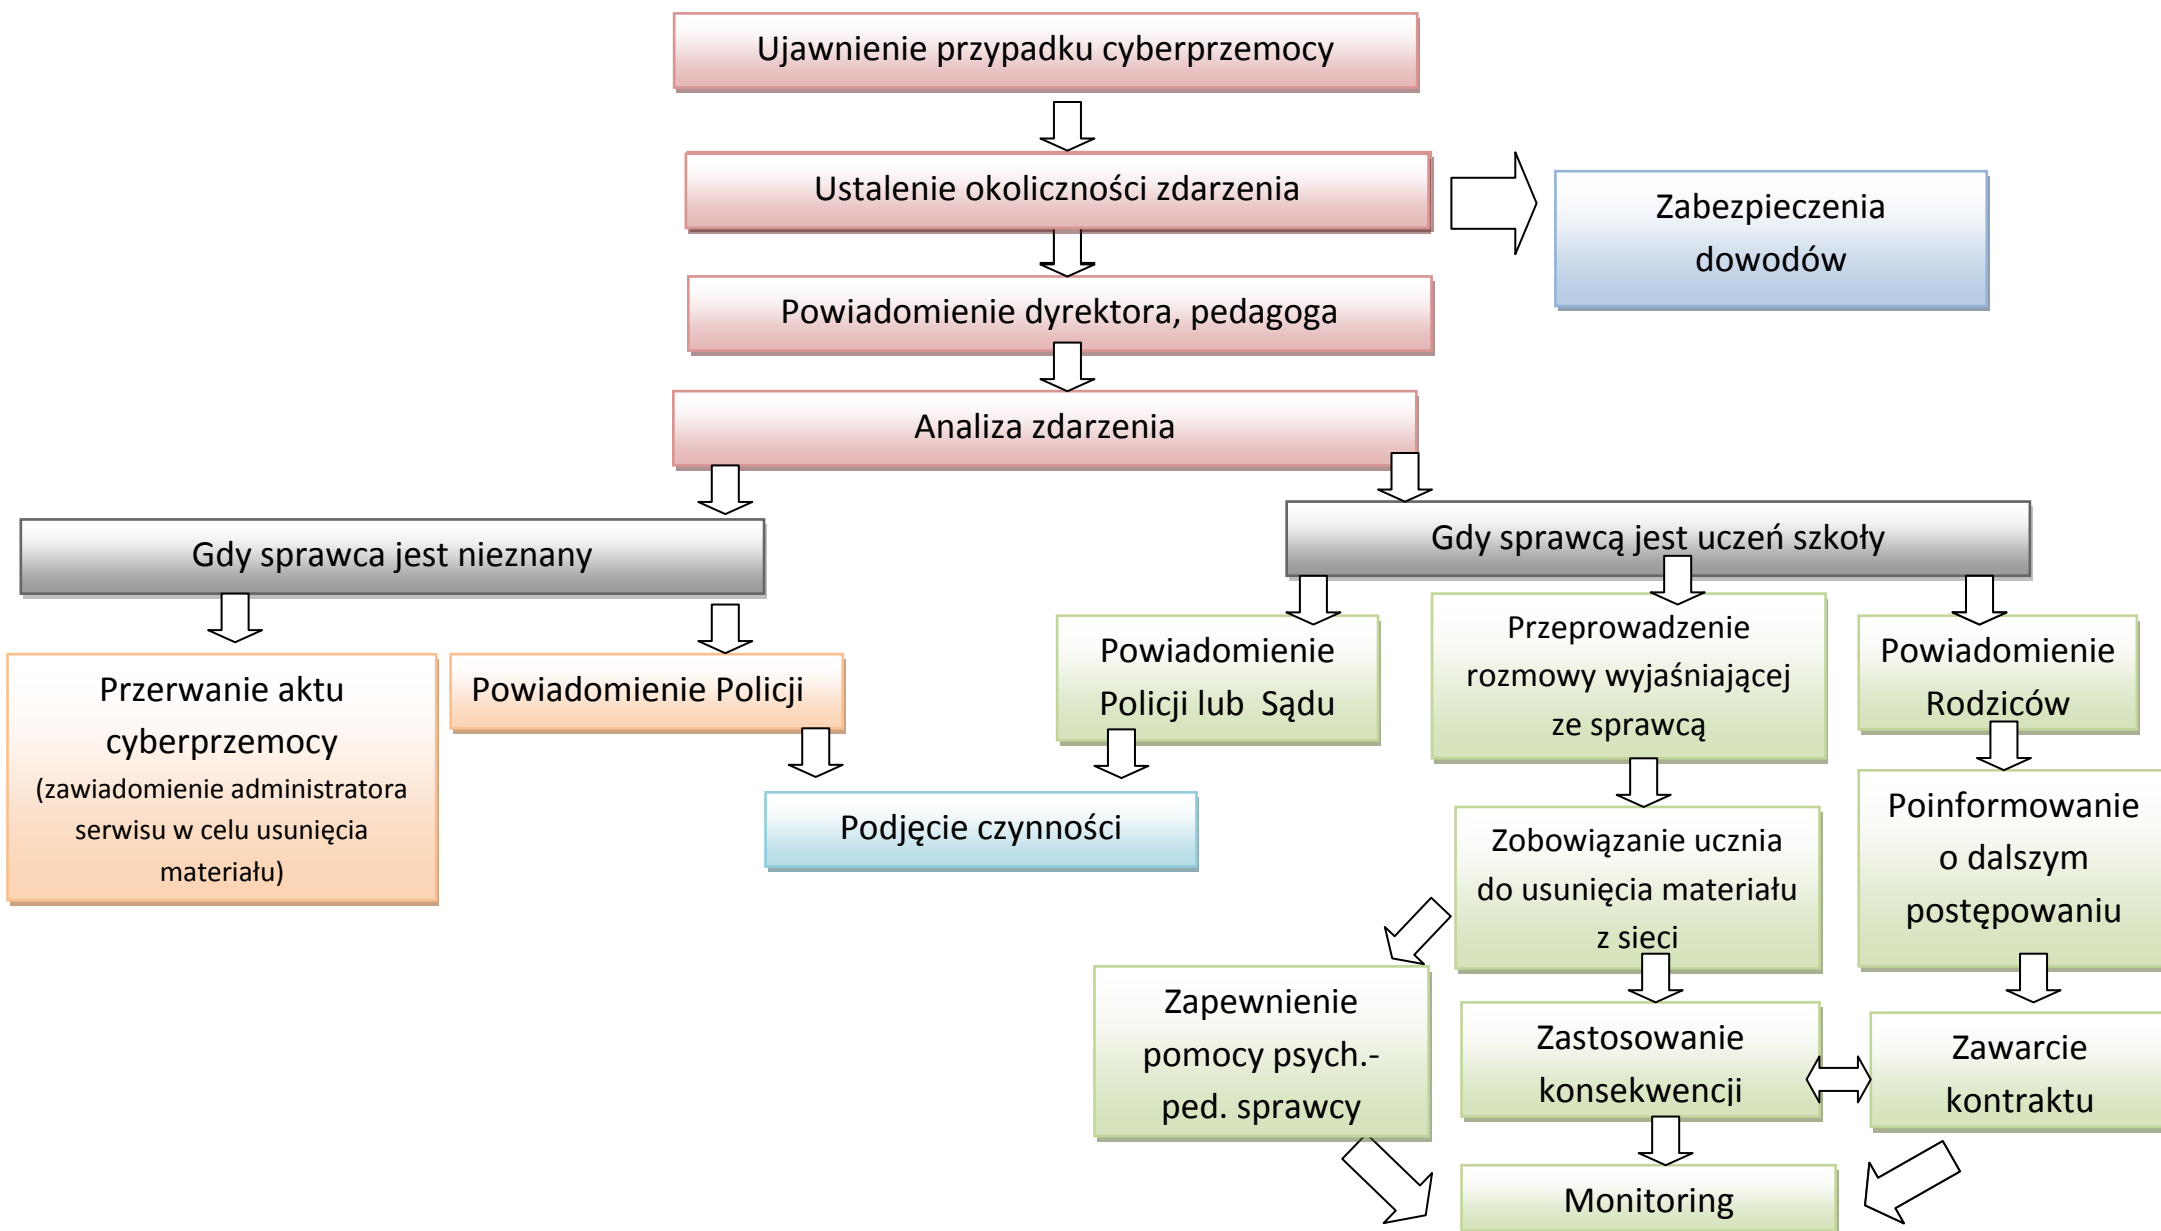 Ujawnienie przypadku cyberprzemocy
Ustalenie okoliczności zdarzenia
Zabezpieczenia
dowodów
Powiadomienie dyrektora, pedagoga
Analiza zdarzenia
Gdy sprawca jest nieznany
Gdy sprawcą jest uczeń szkoły
Przerwanie aktu
cyberprzemocy
(zawiadomienie administratora
serwisu w celu usunięcia
materiału)
Powiadomienie Policji
Powiadomienie
Policji lub Sądu
Przeprowadzenie
rozmowy wyjaśniającej
ze sprawcą
Powiadomienie
Rodziców
Podjęcie czynności
Zobowiązanie ucznia
do usunięcia materiału
z sieci
Poinformowanie
o dalszym
postępowaniu
Zapewnienie
pomocy psych.-
ped. sprawcy
Zastosowanie
konsekwencji
Zawarcie
kontraktu
Monitoring